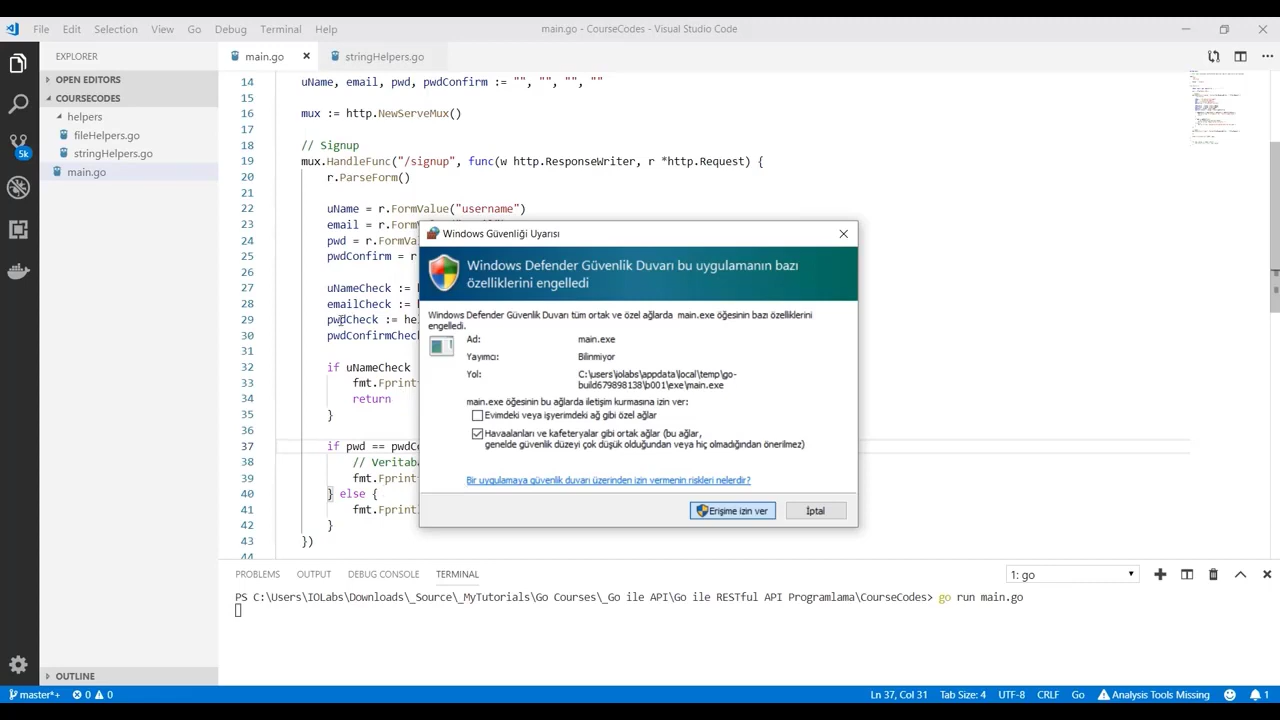 File Edit Selection View Go Debug Terminal Help
main.go - CourseCodes - Visual Studio Code
EXPLORER
OPEN EDITORS
COURSECODES
helpers
fileHelpers.go
stringHelpers.go
main.go
OUTLINE
5k
main.go
stringHelpers.go
14 uName, email, pwd, pwdConfirm := "", "", "", ""
15
16 mux := http.NewServeMux()
17
18 // Signup
19 mux.HandleFunc("/signup", func(w http.ResponseWriter, r *http.Request) {
20 r.ParseForm()
21
22 uName = r.FormValue("username")
23 email = r.Form
24 pwd = r.FormVa
25 pwdConfirm = r
26
27 uNameCheck :=
28 emailCheck :=
29 pwdCheck := he
30 pwdConfirmChec
31
32 if uNameCheck
33 fmt.Fprint
34 return
35 }
36
37 if pwd == pwdCo
38 // Veritab
39 fmt.Fprint
40 } else {
41 fmt.Fprint
42 }
43 })
44
Windows Güvenliği Uyarısı
Windows Defender Güvenlik Duvarı bu uygulamanın bazı
özelliklerini engelledi
Windows Defender Güvenlik Duvarı tüm ortak ve özel ağlarda main.exe öğesinin bazı özelliklerini
engelledi.
Ad: main.exe
Yayımcı: Bilinmiyor
Yol: C:\users\iolabs\appdata\local\temp\go-
build679898138\b001\exe\main.exe
main.exe öğesinin bu ağlarda iletişim kurmasına izin ver:
Evimdeki veya işyerimdeki ağ gibi özel ağlar
Havaalanları ve kafeteryalar gibi ortak ağlar (bu ağlar,
genelde güvenlik düzeyi çok düşük olduğundan veya hiç olmadığından önerilmez)
Bir uygulamaya güvenlik duvarı üzerinden izin vermenin riskleri nelerdir?
Erişime izin ver
İptal
PROBLEMS OUTPUT DEBUG CONSOLE TERMINAL
1: go
PS C:\Users\IOLabs\Downloads\_Source\_MyTutorials\Go Courses\_Go ile API\Go ile RESTful API Programlama\CourseCodes> go run main.go
master*+ 0 0
Ln 37, Col 31 Tab Size: 4 UTF-8 CRLF Go Analysis Tools Missing 1